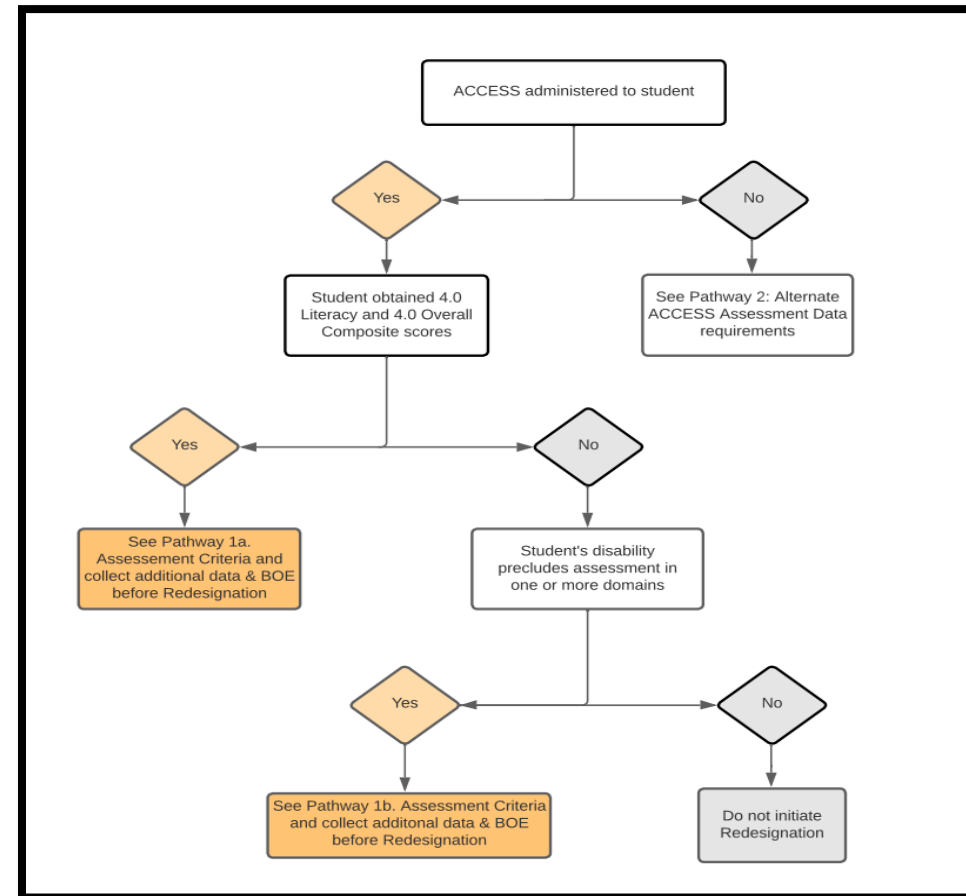 ACCESS administered to student
Yes
No
Student obtained 4.0
Literacy and 4.0 Overall
Composite scores
See Pathway 2: Alternate
ACCESS Assessment Data
requirements
Yes
No
See Pathway 1a.
Assessement Criteria and
collect additional data & BOE
before Redesignation
Student's disability
precludes assessment in
one or more domains
Yes
No
See Pathway 1b. Assessment Criteria
and collect additonal data & BOE
before Redesignation
Do not initiate
Redesignation